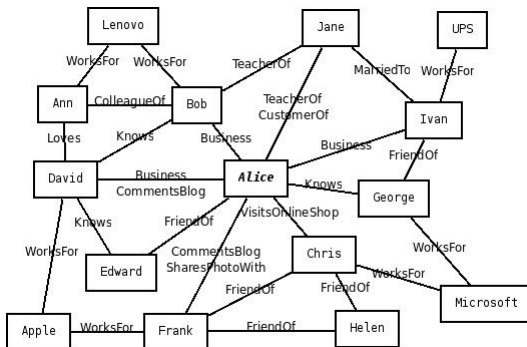 Lenovo
Jane
UPS
WorksFor
WorksFor
TeacherOf
MarriedTo
WorksFor
Ann
ColleagueOf
Bob
TeacherOf
CustomerOf
Ivan
Loves
Knows
Business
Business
FriendOf
David
Business
CommentsBlog
Alice
Knows
George
Knows
FriendOf
VisitsOnlineShop
WorksFor
Edward
CommentsBlog
SharesPhotoWith
Chris
WorksFor
WorksFor
FriendOf
FriendOf
Microsoft
Apple
WorksFor
Frank
FriendOf
Helen